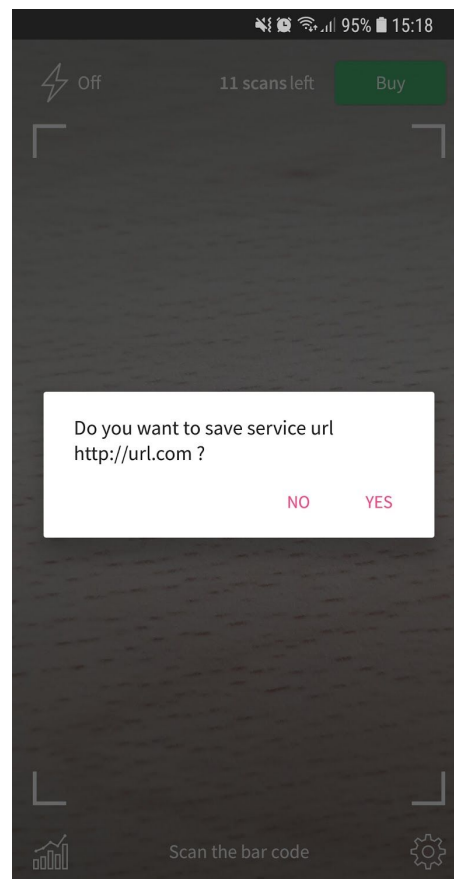 95% 15:18
Off 11 scans left Buy
Do you want to save service url
http://url.com ?
NO YES
Scan the bar code